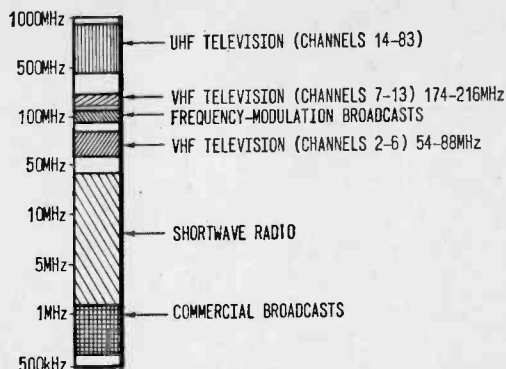 1000MHz
UHF TELEVISION (CHANNELS 14-83)
500MHz
VHF TELEVISION (CHANNELS 7-13) 174-216MHz
100MHz
FREQUENCY-MODULATION BROADCASTS
VHF TELEVISION (CHANNELS 2-6) 54-88MHz
50MHz
10MHz
SHORTWAVE RADIO
5MHz
1MHz
COMMERCIAL BROADCASTS
500kHz